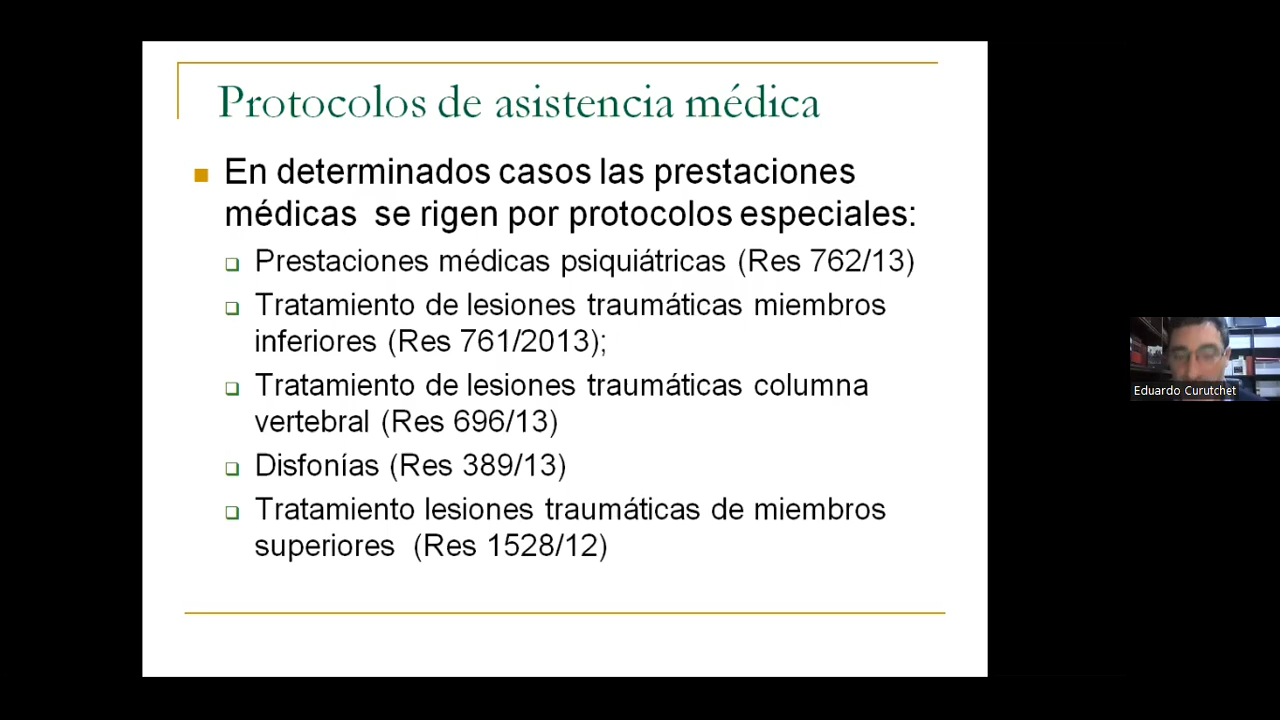 Protocolos de asistencia médica
En determinados casos las prestaciones
médicas se rigen por protocolos especiales:
Prestaciones médicas psiquiátricas (Res 762/13)
Tratamiento de lesiones traumáticas miembros
inferiores (Res 761/2013);
Tratamiento de lesiones traumáticas columna
vertebral (Res 696/13)
Disfonías (Res 389/13)
Tratamiento lesiones traumáticas de miembros
superiores (Res 1528/12)
Eduardo Curutchet